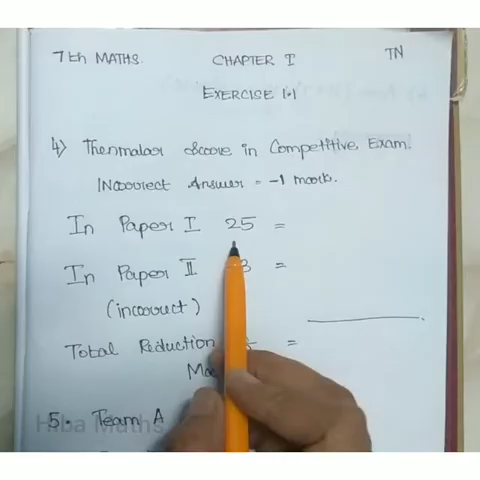 7th MATHS. CHAPTER I TN
EXERCISE 1.1
4) Thenmalar Score in Competitive Exam.
Incorrect Answer = -1 mark.
In Paper I 25 =
In Paper II 3 =
(incorrect)
Total Reduction =
5. Team A
Hiba Maths